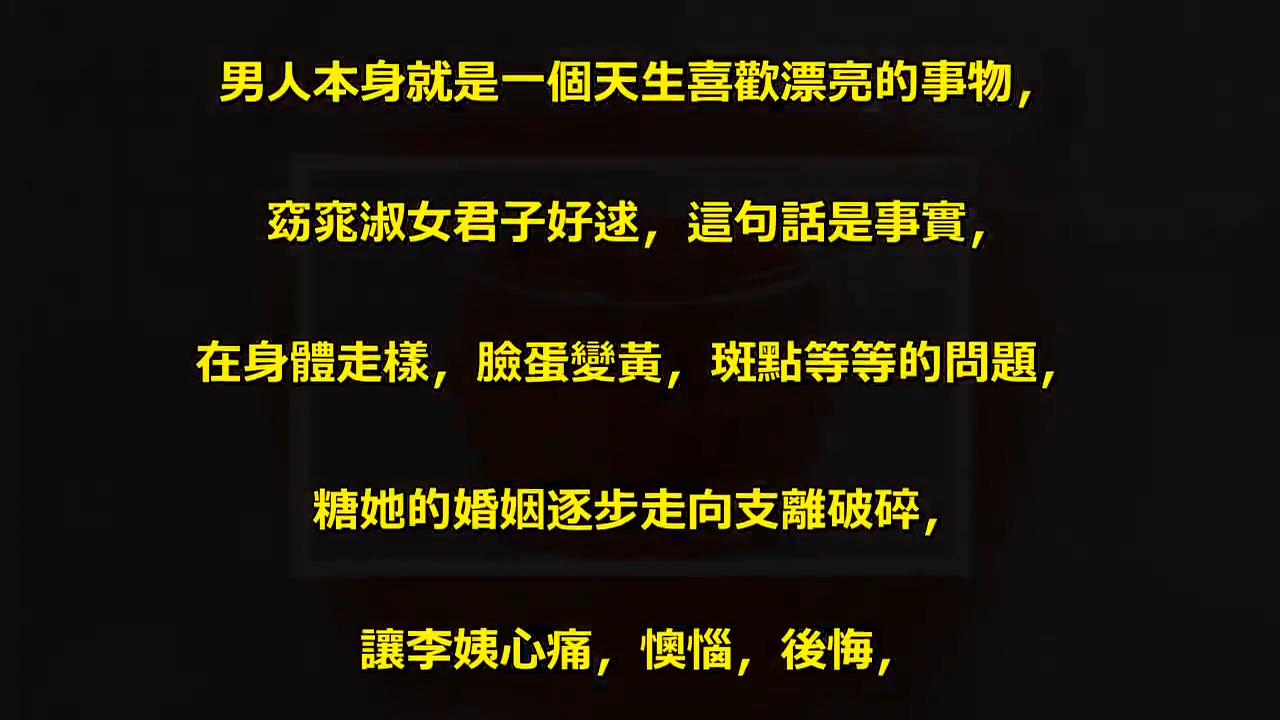 男人本身就是一個天生喜歡漂亮的事物，
窈窕淑女君子好逑，這句話是事實，
在身體走樣，臉蛋變黃，斑點等等的問題，
糖她的婚姻逐步走向支離破碎，
讓李姨心痛，懊惱，後悔，